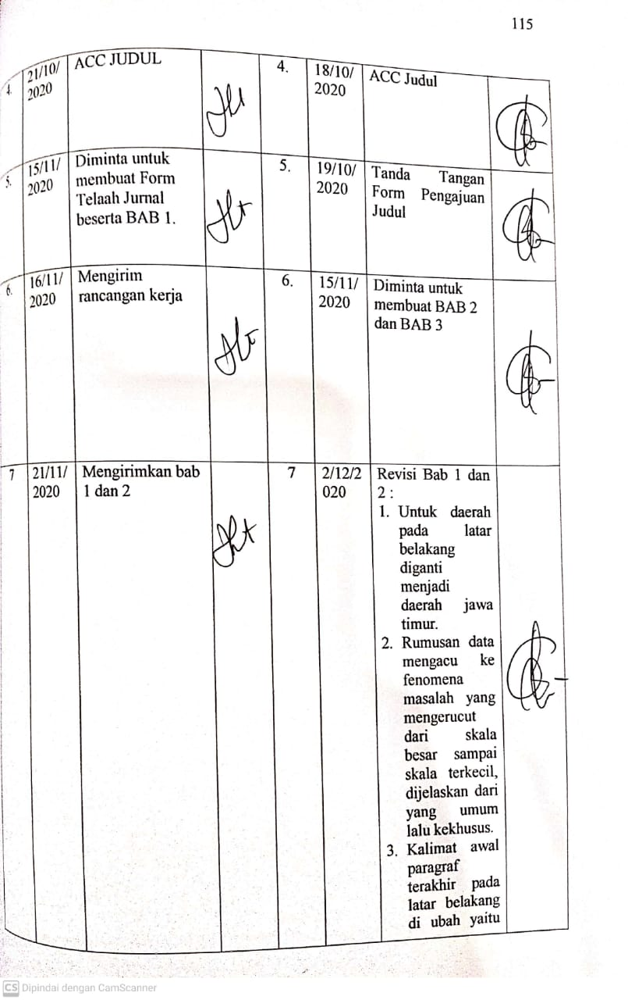 115
4.
21/10/
2020
ACC JUDUL
4.
18/10/
2020
ACC Judul
5.
15/11/
2020
Diminta untuk
membuat Form
Telaah Jurnal
beserta BAB 1.
5.
19/10/
2020
Tanda Tangan
Form Pengajuan
Judul
6.
16/11/
2020
Mengirim
rancangan kerja
6.
15/11/
2020
Diminta untuk
membuat BAB 2
dan BAB 3
7
21/11/
2020
Mengirimkan bab
1 dan 2
7
2/12/2
020
Revisi Bab 1 dan
2 :
1. Untuk daerah
pada latar
belakang
diganti
menjadi
daerah jawa
timur.
2. Rumusan data
mengacu ke
fenomena
masalah yang
mengerucut
dari skala
besar sampai
skala terkecil,
dijelaskan dari
yang umum
lalu kekhusus.
3. Kalimat awal
paragraf
terakhir pada
latar belakang
di ubah yaitu
CS Dipindai dengan CamScanner